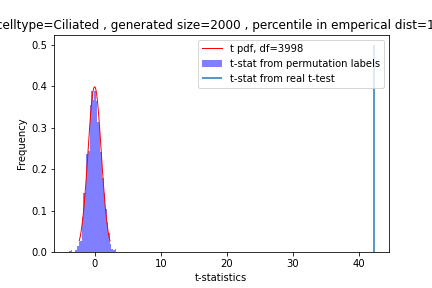 celltype=Ciliated , generated size=2000 , percentile in emperical dist=1
0.5
0.4
0.3
0.2
0.1
0.0
Frequency
t pdf, df=3998
t-stat from permutation labels
t-stat from real t-test
0
10
20
30
40
t-statistics